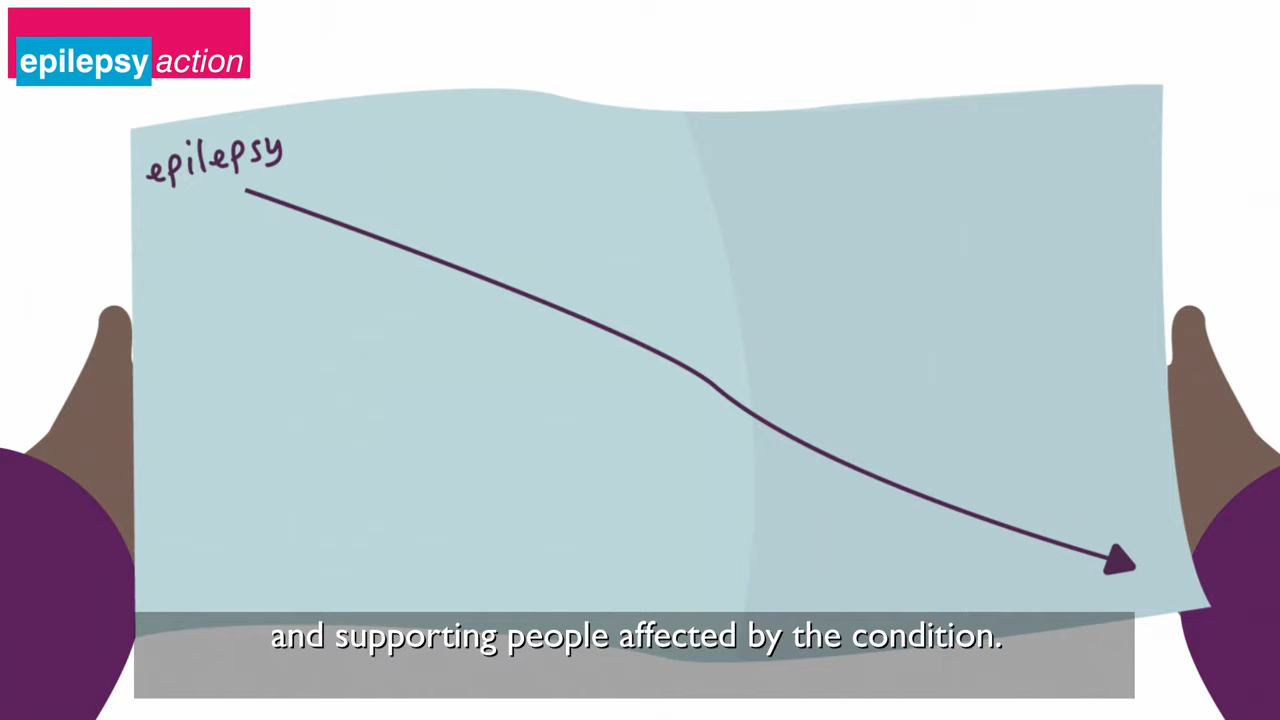 epilepsy action
epilepsy
and supporting people affected by the condition.